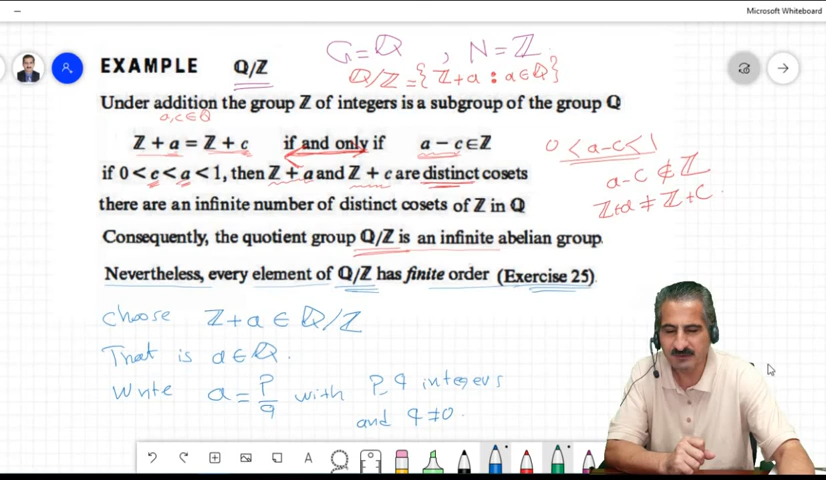 Microsoft Whiteboard
EXAMPLE Q/Z
G = ℚ , N = ℤ.
ℚ/ℤ = { ℤ+a : a ∈ ℚ }
Under addition the group Z of integers is a subgroup of the group Q
a, c ∈ ℚ
Z + a = Z + c if and only if a − c ∈ Z
0 < a-c < 1
if 0 < c < a < 1, then Z + a and Z + c are distinct cosets
a-c ∉ ℤ
there are an infinite number of distinct cosets of Z in Q
ℤ+a ≠ ℤ+c.
Consequently, the quotient group Q/Z is an infinite abelian group.
Nevertheless, every element of Q/Z has finite order (Exercise 25).
choose ℤ+a ∈ ℚ/ℤ
That is a ∈ ℚ.
Write a = p/q with p, q integers
and q ≠ 0.
A